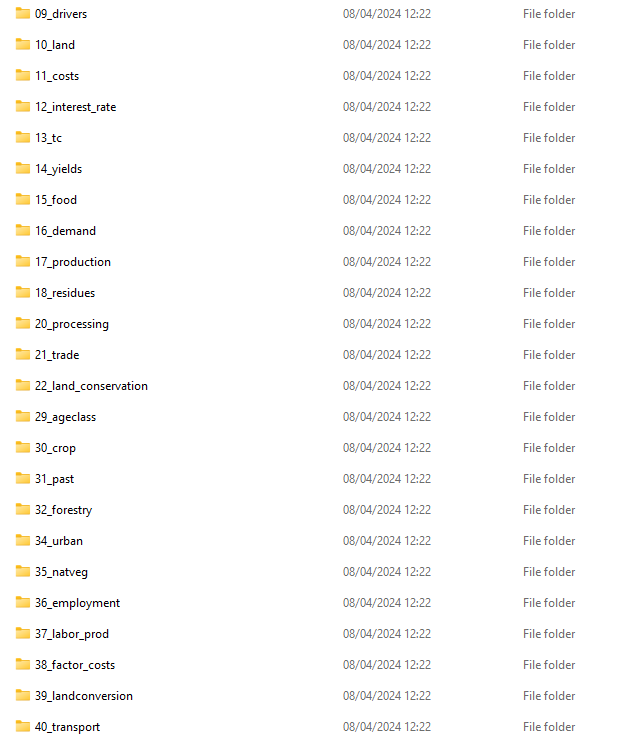 09_drivers 08/04/2024 12:22 File folder
10_land 08/04/2024 12:22 File folder
11_costs 08/04/2024 12:22 File folder
12_interest_rate 08/04/2024 12:22 File folder
13_tc 08/04/2024 12:22 File folder
14_yields 08/04/2024 12:22 File folder
15_food 08/04/2024 12:22 File folder
16_demand 08/04/2024 12:22 File folder
17_production 08/04/2024 12:22 File folder
18_residues 08/04/2024 12:22 File folder
20_processing 08/04/2024 12:22 File folder
21_trade 08/04/2024 12:22 File folder
22_land_conservation 08/04/2024 12:22 File folder
29_ageclass 08/04/2024 12:22 File folder
30_crop 08/04/2024 12:22 File folder
31_past 08/04/2024 12:22 File folder
32_forestry 08/04/2024 12:22 File folder
34_urban 08/04/2024 12:22 File folder
35_natveg 08/04/2024 12:22 File folder
36_employment 08/04/2024 12:22 File folder
37_labor_prod 08/04/2024 12:22 File folder
38_factor_costs 08/04/2024 12:22 File folder
39_landconversion 08/04/2024 12:22 File folder
40_transport 08/04/2024 12:22 File folder